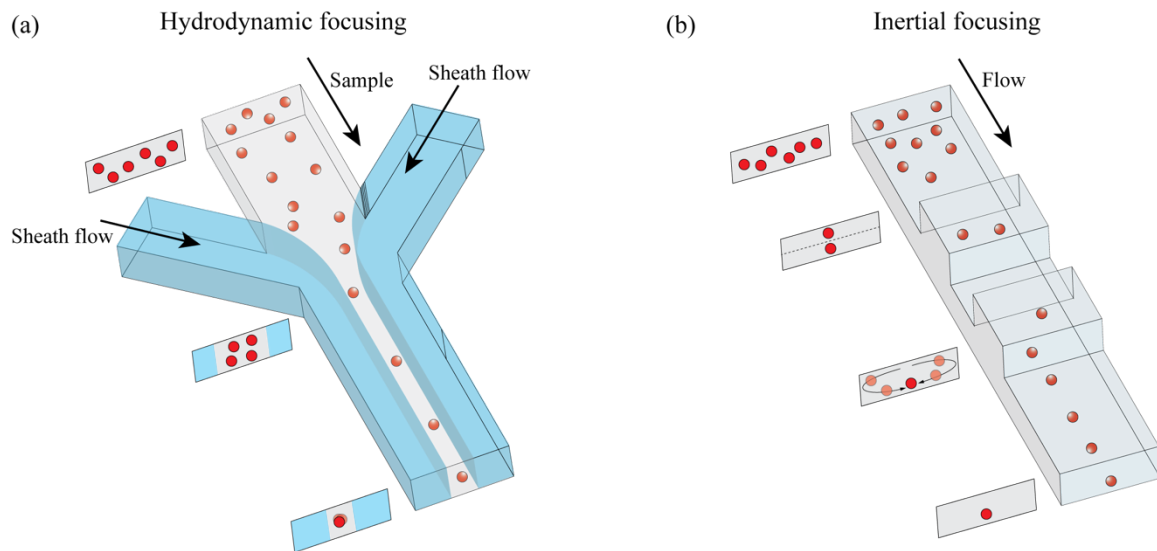 (a)
Hydrodynamic focusing
Sample
Sheath flow
Sheath flow
(b)
Inertial focusing
Flow